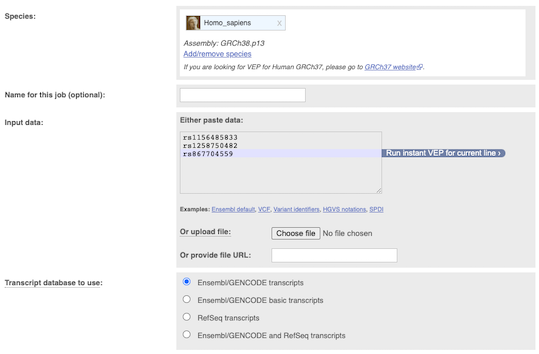 Species:
Homo_sapiens x
Assembly: GRCh38.p13
Add/remove species
If you are looking for VEP for Human GRCh37, please go to GRCh37 website.
Name for this job (optional):
Input data:
Either paste data:
rs1156485833
rs1258750482
rs867704559
Run instant VEP for current line ›
Examples: Ensembl default, VCF, Variant identifiers, HGVS notations, SPDI
Or upload file: Choose file No file chosen
Or provide file URL:
Transcript database to use:
Ensembl/GENCODE transcripts
Ensembl/GENCODE basic transcripts
RefSeq transcripts
Ensembl/GENCODE and RefSeq transcripts